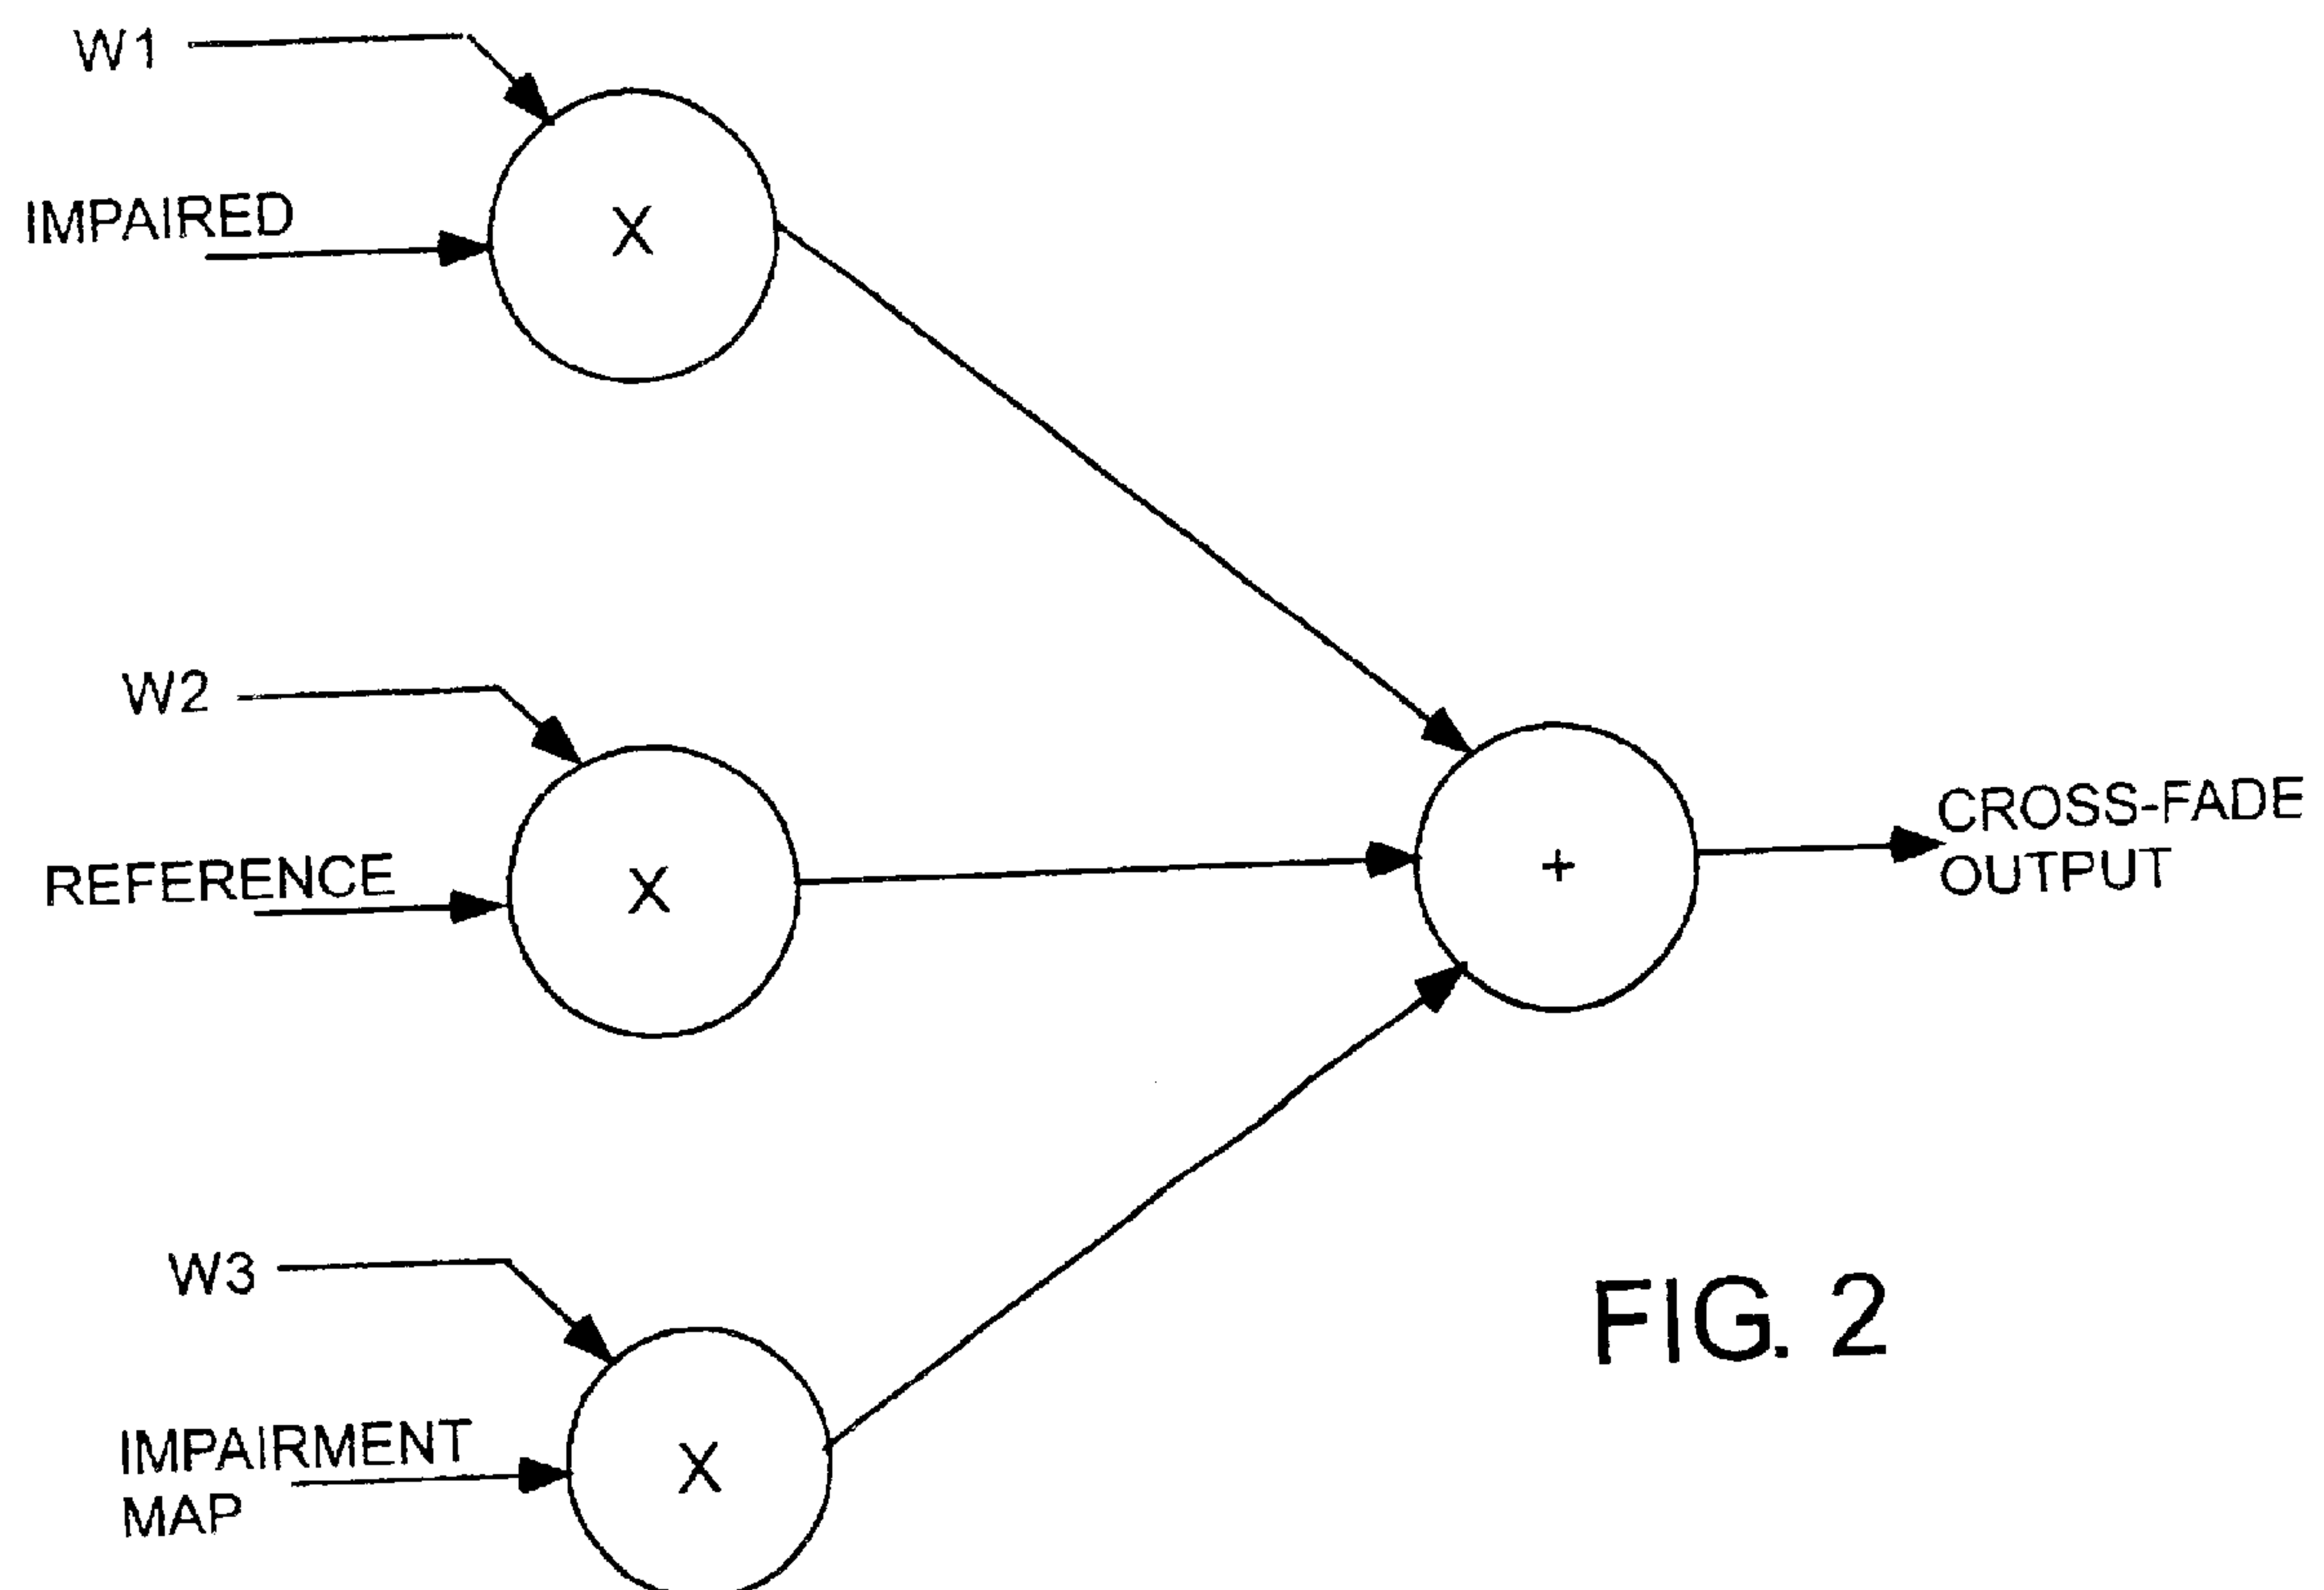 W1
IMPAIRED
X
W2
REFERENCE
X
+
CROSS-FADE
OUTPUT
W3
IMPAIRMENT
MAP
X
FIG. 2